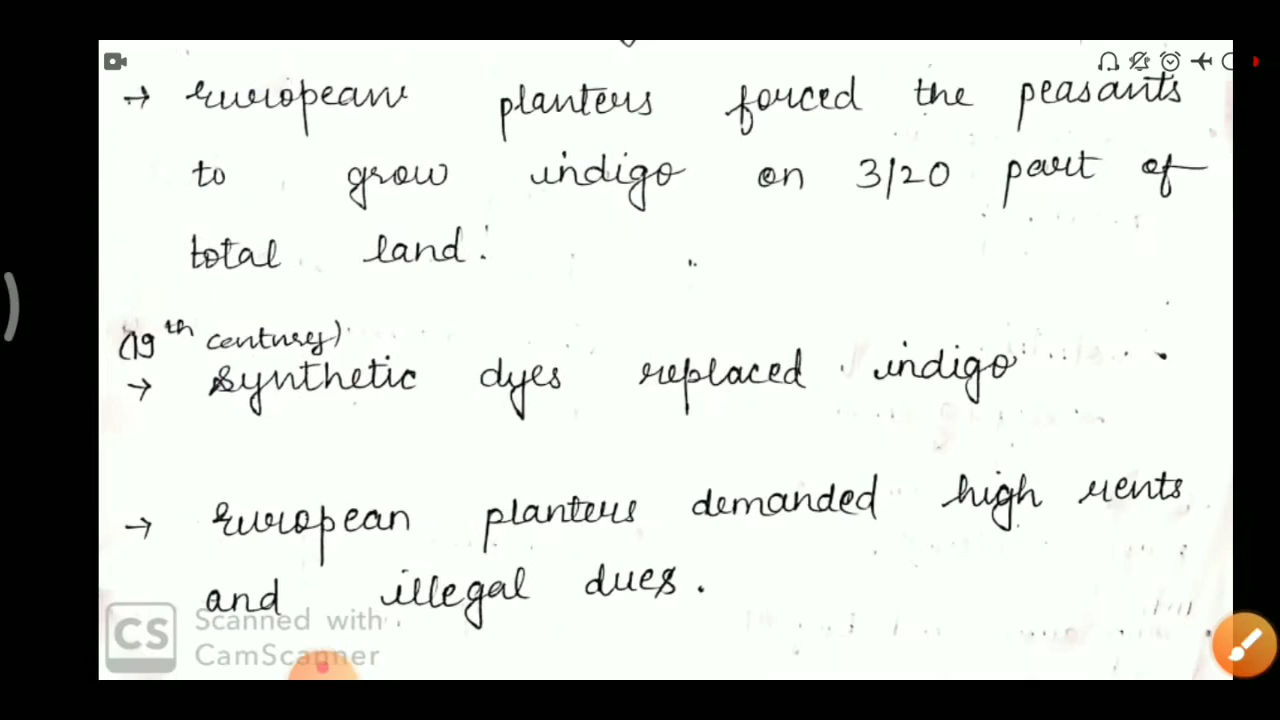 → European planters forced the peasants
to grow indigo on 3/20 part of
total land.
(19th century)
→ Synthetic dyes replaced indigo
→ European planters demanded high rents
and illegal dues.
CS Scanned with
CamScanner